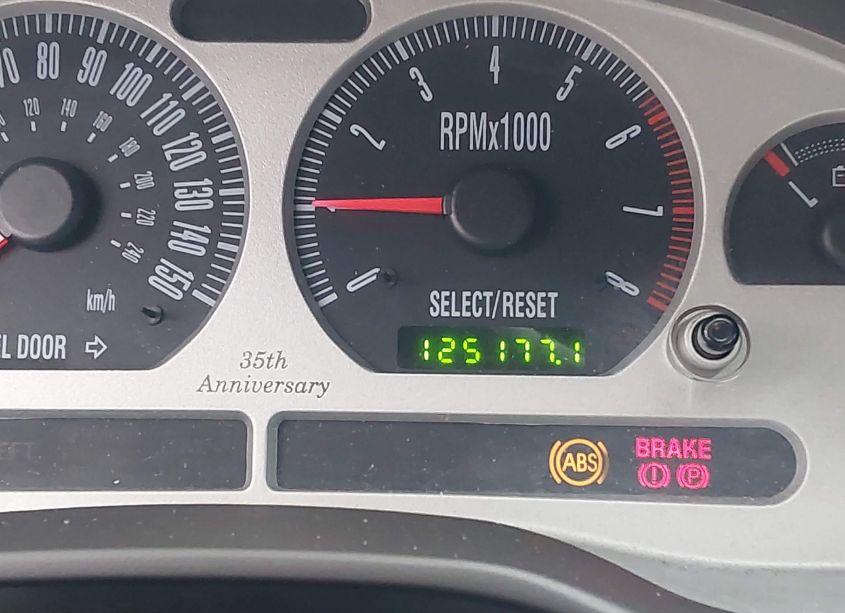 80 90 100 110 120 130 140 150
120 140 160 180 200 220 240
km/h
EL DOOR
0 1 2 3 4 5 6 7 8
RPMx1000
SELECT/RESET
125177.1
35th
Anniversary
ABS
BRAKE
(!) (P)